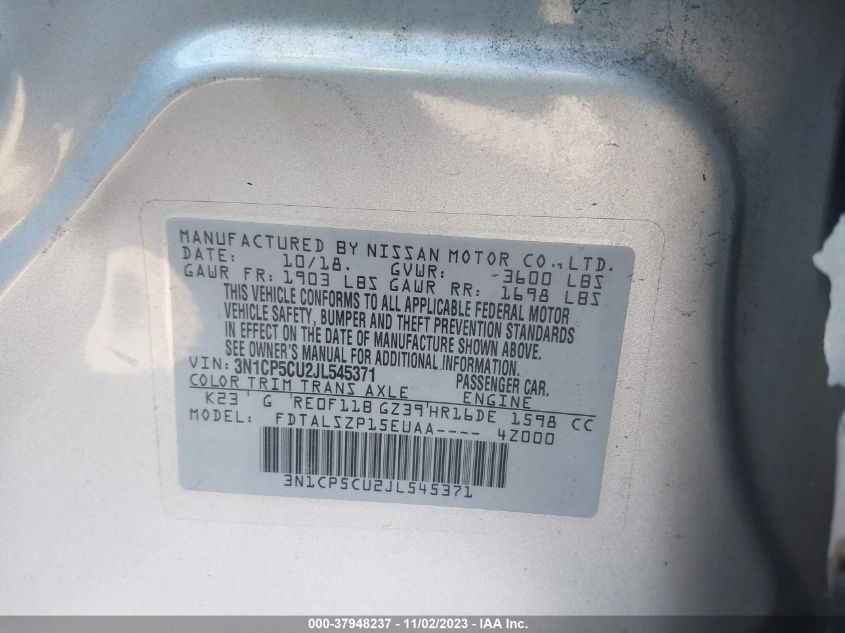 MANUFACTURED BY NISSAN MOTOR CO., LTD.
DATE: 10/18. GVWR: 3600 LBS
GAWR FR: 1903 LBS GAWR RR: 1698 LBS
THIS VEHICLE CONFORMS TO ALL APPLICABLE FEDERAL MOTOR
VEHICLE SAFETY, BUMPER AND THEFT PREVENTION STANDARDS
IN EFFECT ON THE DATE OF MANUFACTURE SHOWN ABOVE.
SEE OWNER'S MANUAL FOR ADDITIONAL INFORMATION.
VIN: 3N1CP5CU2JL545371 PASSENGER CAR.
COLOR TRIM TRANS AXLE ENGINE
K23 G RE0F11B GZ39 HR16DE 1598 CC
MODEL: FDTALSZP15EUAA---- 4Z000
3N1CP5CU2JL545371
000-37948237 - 11/02/2023 - IAAI Inc.